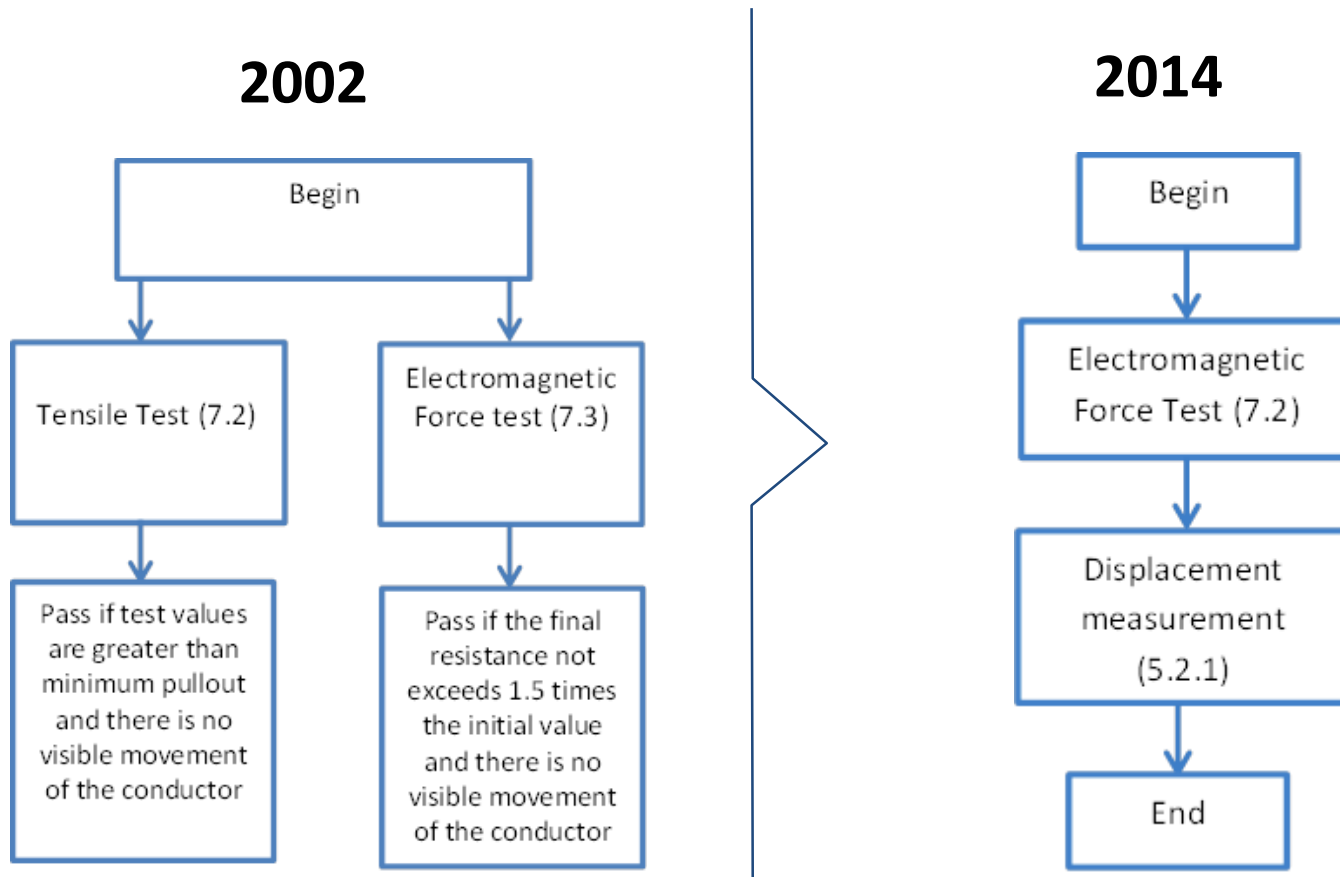 2002
Begin
Tensile Test (7.2)
Electromagnetic
Force test (7.3)
Pass if test values
are greater than
minimum pullout
and there is no
visible movement
of the conductor
Pass if the final
resistance not
exceeds 1.5 times
the initial value
and there is no
visible movement
of the conductor
2014
Begin
Electromagnetic
Force Test (7.2)
Displacement
measurement
(5.2.1)
End